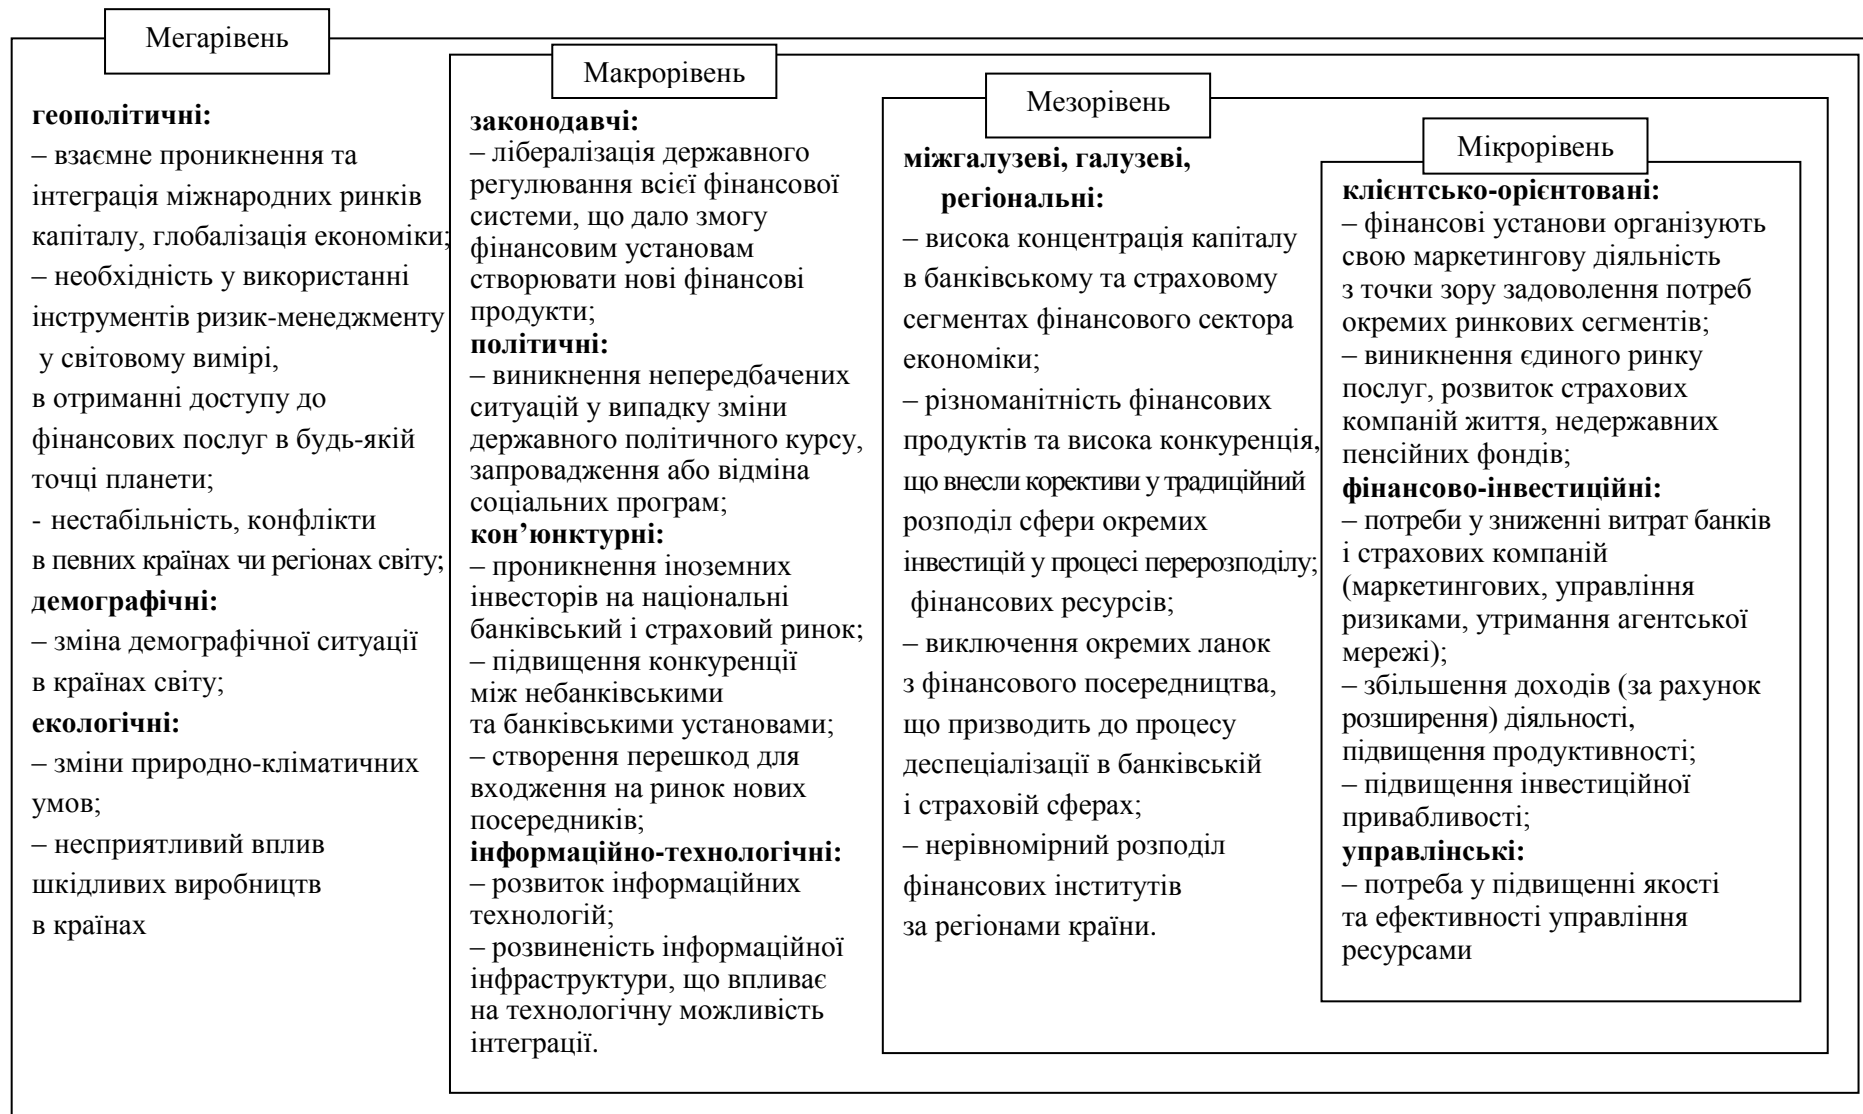 Мегарівень
геополітичні:
– взаємне проникнення та
інтеграція міжнародних ринків
капіталу, глобалізація економіки;
– необхідність у використанні
інструментів ризик-менеджменту
у світовому вимірі,
в отриманні доступу до
фінансових послуг в будь-якій
точці планети;
- нестабільність, конфлікти
в певних країнах чи регіонах світу;
демографічні:
– зміна демографічної ситуації
в країнах світу;
екологічні:
– зміни природно-кліматичних
умов;
– несприятливий вплив
шкідливих виробництв
в країнах
Макрорівень
законодавчі:
– лібералізація державного
регулювання всієї фінансової
системи, що дало змогу
фінансовим установам
створювати нові фінансові
продукти;
політичні:
– виникнення непередбачених
ситуацій у випадку зміни
державного політичного курсу,
запровадження або відміна
соціальних програм;
кон’юнктурні:
– проникнення іноземних
інвесторів на національні
банківський і страховий ринок;
– підвищення конкуренції
між небанківськими
та банківськими установами;
– створення перешкод для
входження на ринок нових
посередників;
інформаційно-технологічні:
– розвиток інформаційних
технологій;
– розвиненість інформаційної
інфраструктури, що впливає
на технологічну можливість
інтеграції.
Мезорівень
міжгалузеві, галузеві,
регіональні:
– висока концентрація капіталу
в банківському та страховому
сегментах фінансового сектора
економіки;
– різноманітність фінансових
продуктів та висока конкуренція,
що внесли корективи у традиційний
розподіл сфери окремих
інвестицій у процесі перерозподілу;
фінансових ресурсів;
– виключення окремих ланок
з фінансового посередництва,
що призводить до процесу
деспеціалізації в банківській
і страховій сферах;
– нерівномірний розподіл
фінансових інститутів
за регіонами країни.
Мікрорівень
клієнтсько-орієнтовані:
– фінансові установи організують
свою маркетингову діяльність
з точки зору задоволення потреб
окремих ринкових сегментів;
– виникнення єдиного ринку
послуг, розвиток страхових
компаній життя, недержавних
пенсійних фондів;
фінансово-інвестиційні:
– потреби у зниженні витрат банків
і страхових компаній
(маркетингових, управління
ризиками, утримання агентської
мережі);
– збільшення доходів (за рахунок
розширення) діяльності,
підвищення продуктивності;
– підвищення інвестиційної
привабливості;
управлінські:
– потреба у підвищенні якості
та ефективності управління
ресурсами